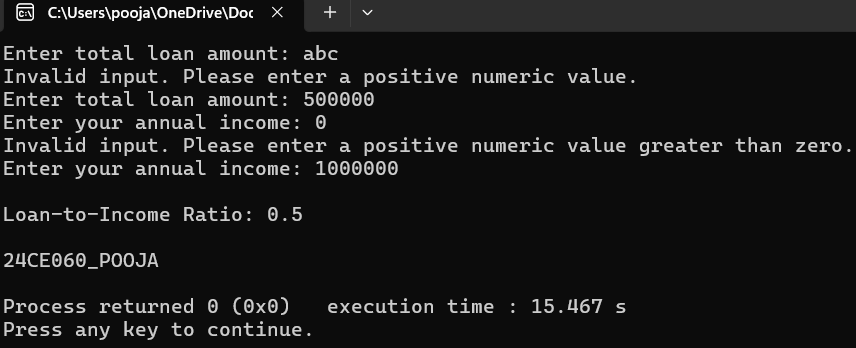 C:\Users\pooja\OneDrive\Doc
Enter total loan amount: abc
Invalid input. Please enter a positive numeric value.
Enter total loan amount: 500000
Enter your annual income: 0
Invalid input. Please enter a positive numeric value greater than zero.
Enter your annual income: 1000000
Loan-to-Income Ratio: 0.5
24CE060_POOJA
Process returned 0 (0x0)   execution time : 15.467 s
Press any key to continue.